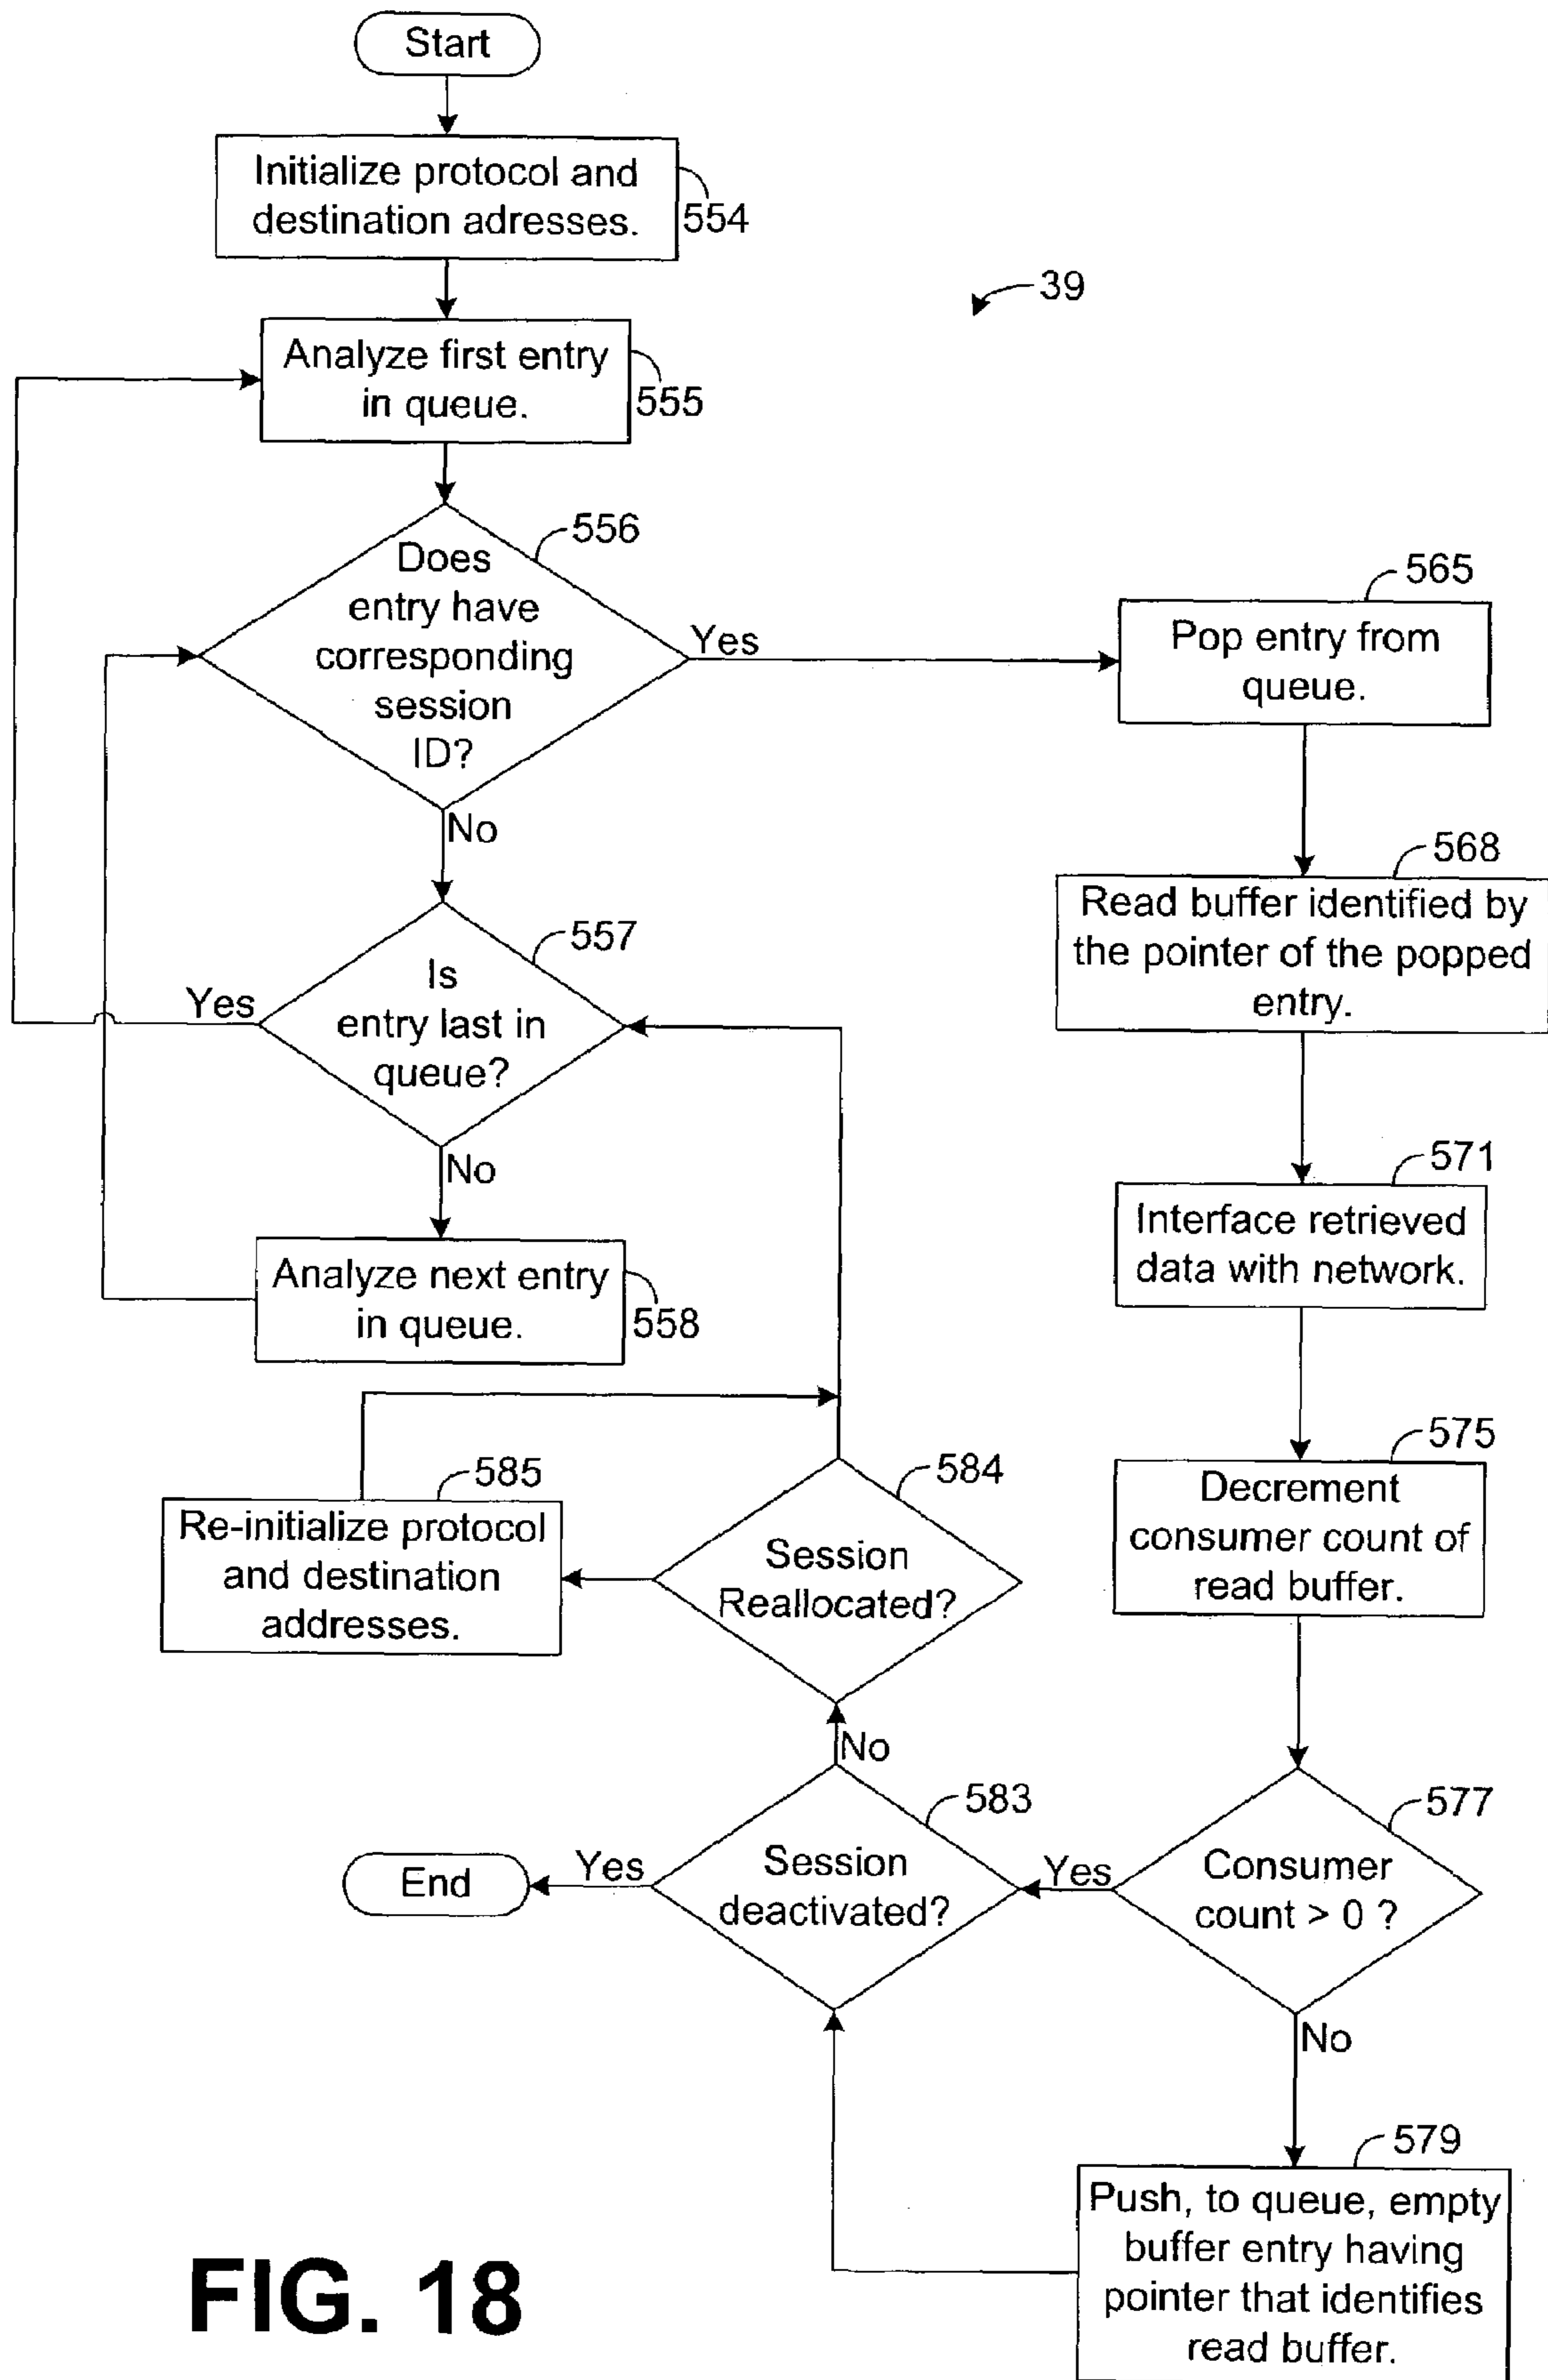 Start
Initialize protocol and
destination adresses.
554
39
Analyze first entry
in queue.
555
556
Does
entry have
corresponding
session
ID?
Yes
No
565
Pop entry from
queue.
568
Read buffer identified by
the pointer of the popped
entry.
557
Is
entry last in
queue?
Yes
No
571
Interface retrieved
data with network.
Analyze next entry
in queue.
558
575
Decrement
consumer count of
read buffer.
584
Session
Reallocated?
585
Re-initialize protocol
and destination
addresses.
No
583
Session
deactivated?
Yes
End
577
Consumer
count > 0 ?
Yes
No
579
Push, to queue, empty
buffer entry having
pointer that identifies
read buffer.
FIG. 18